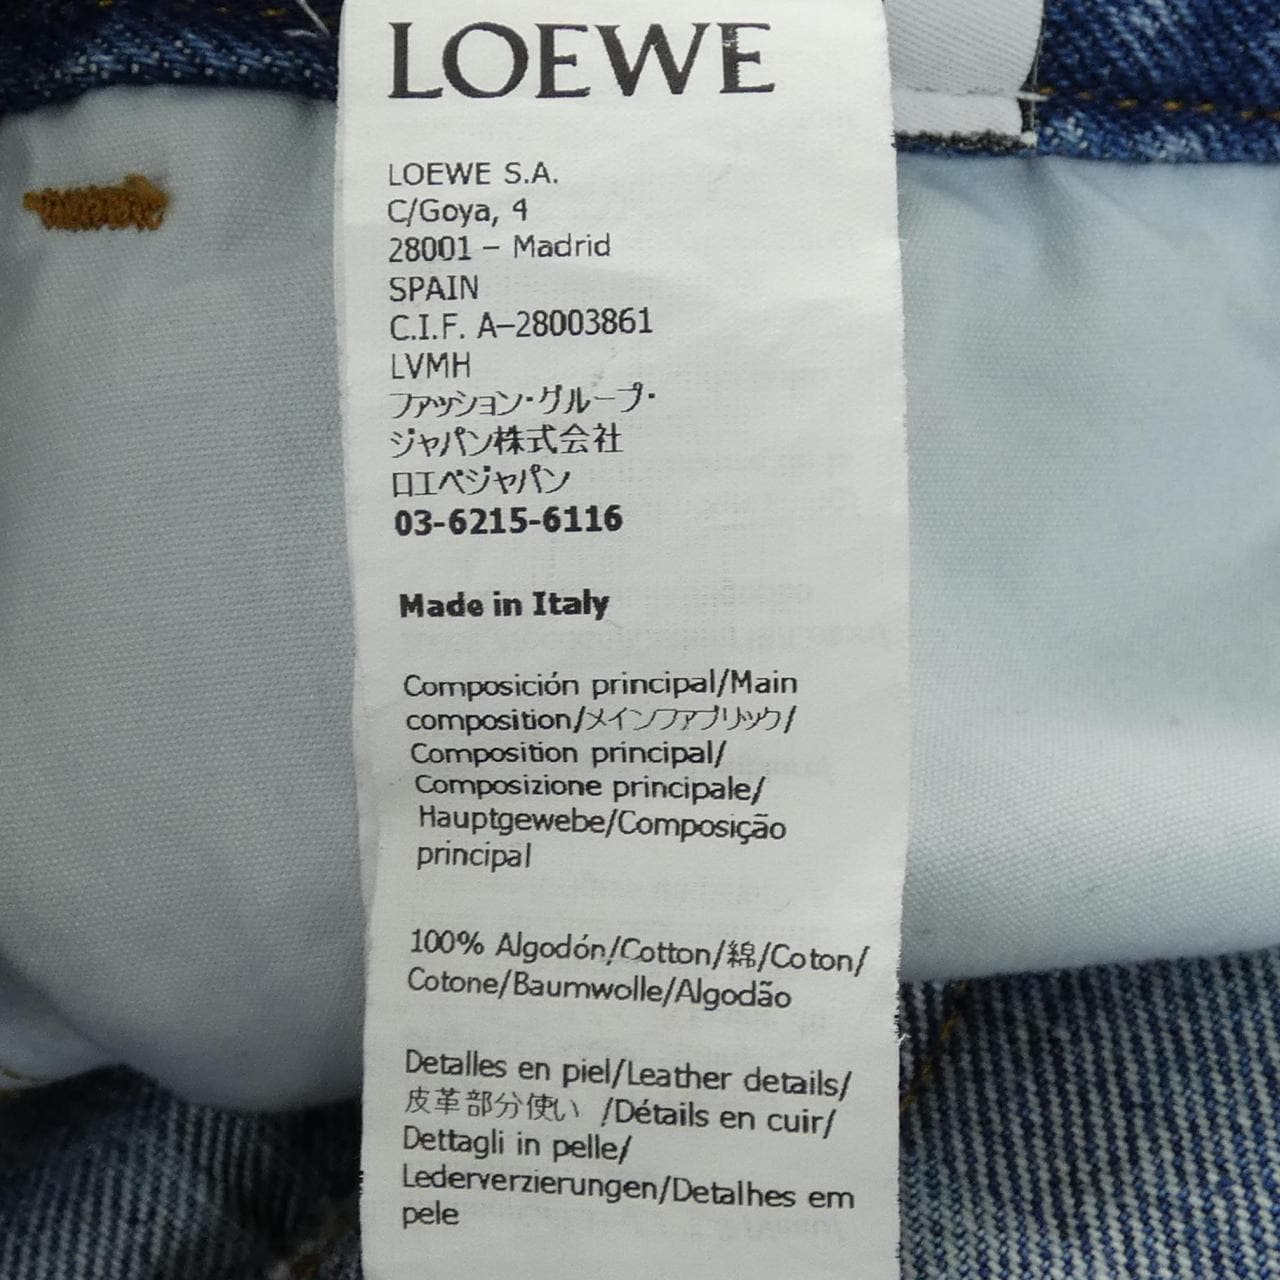 LOEWE
LOEWE S.A.
C/Goya, 4
28001 – Madrid
SPAIN
C.I.F. A–28003861
LVMH
ファッション・グループ・
ジャパン株式会社
ロエベジャパン
03-6215-6116
Made in Italy
Composición principal/Main
composition/メインファブリック/
Composition principal/
Composizione principale/
Hauptgewebe/Composição
principal
100% Algodón/Cotton/綿/Coton/
Cotone/Baumwolle/Algodão
Detalles en piel/Leather details/
皮革部分使い /Détails en cuir/
Dettagli in pelle/
Lederverzierungen/Detalhes em
pele